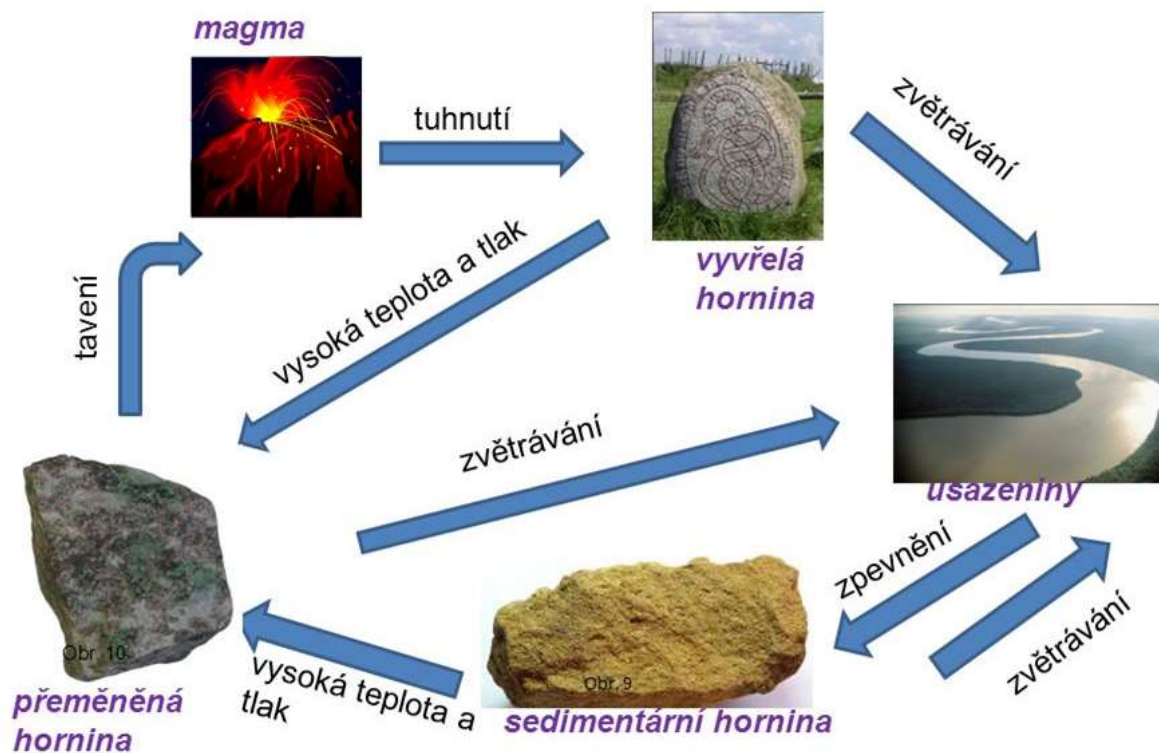 magma
tuhnutí
zvětrávání
vyvřelá
hornina
vysoká teplota a tlak
tavení
zvětrávání
usazeniny
zpevnění
zvětrávání
Obr. 10
Obr. 9
vysoká teplota a
tlak
přeměněná
hornina
sedimentární hornina